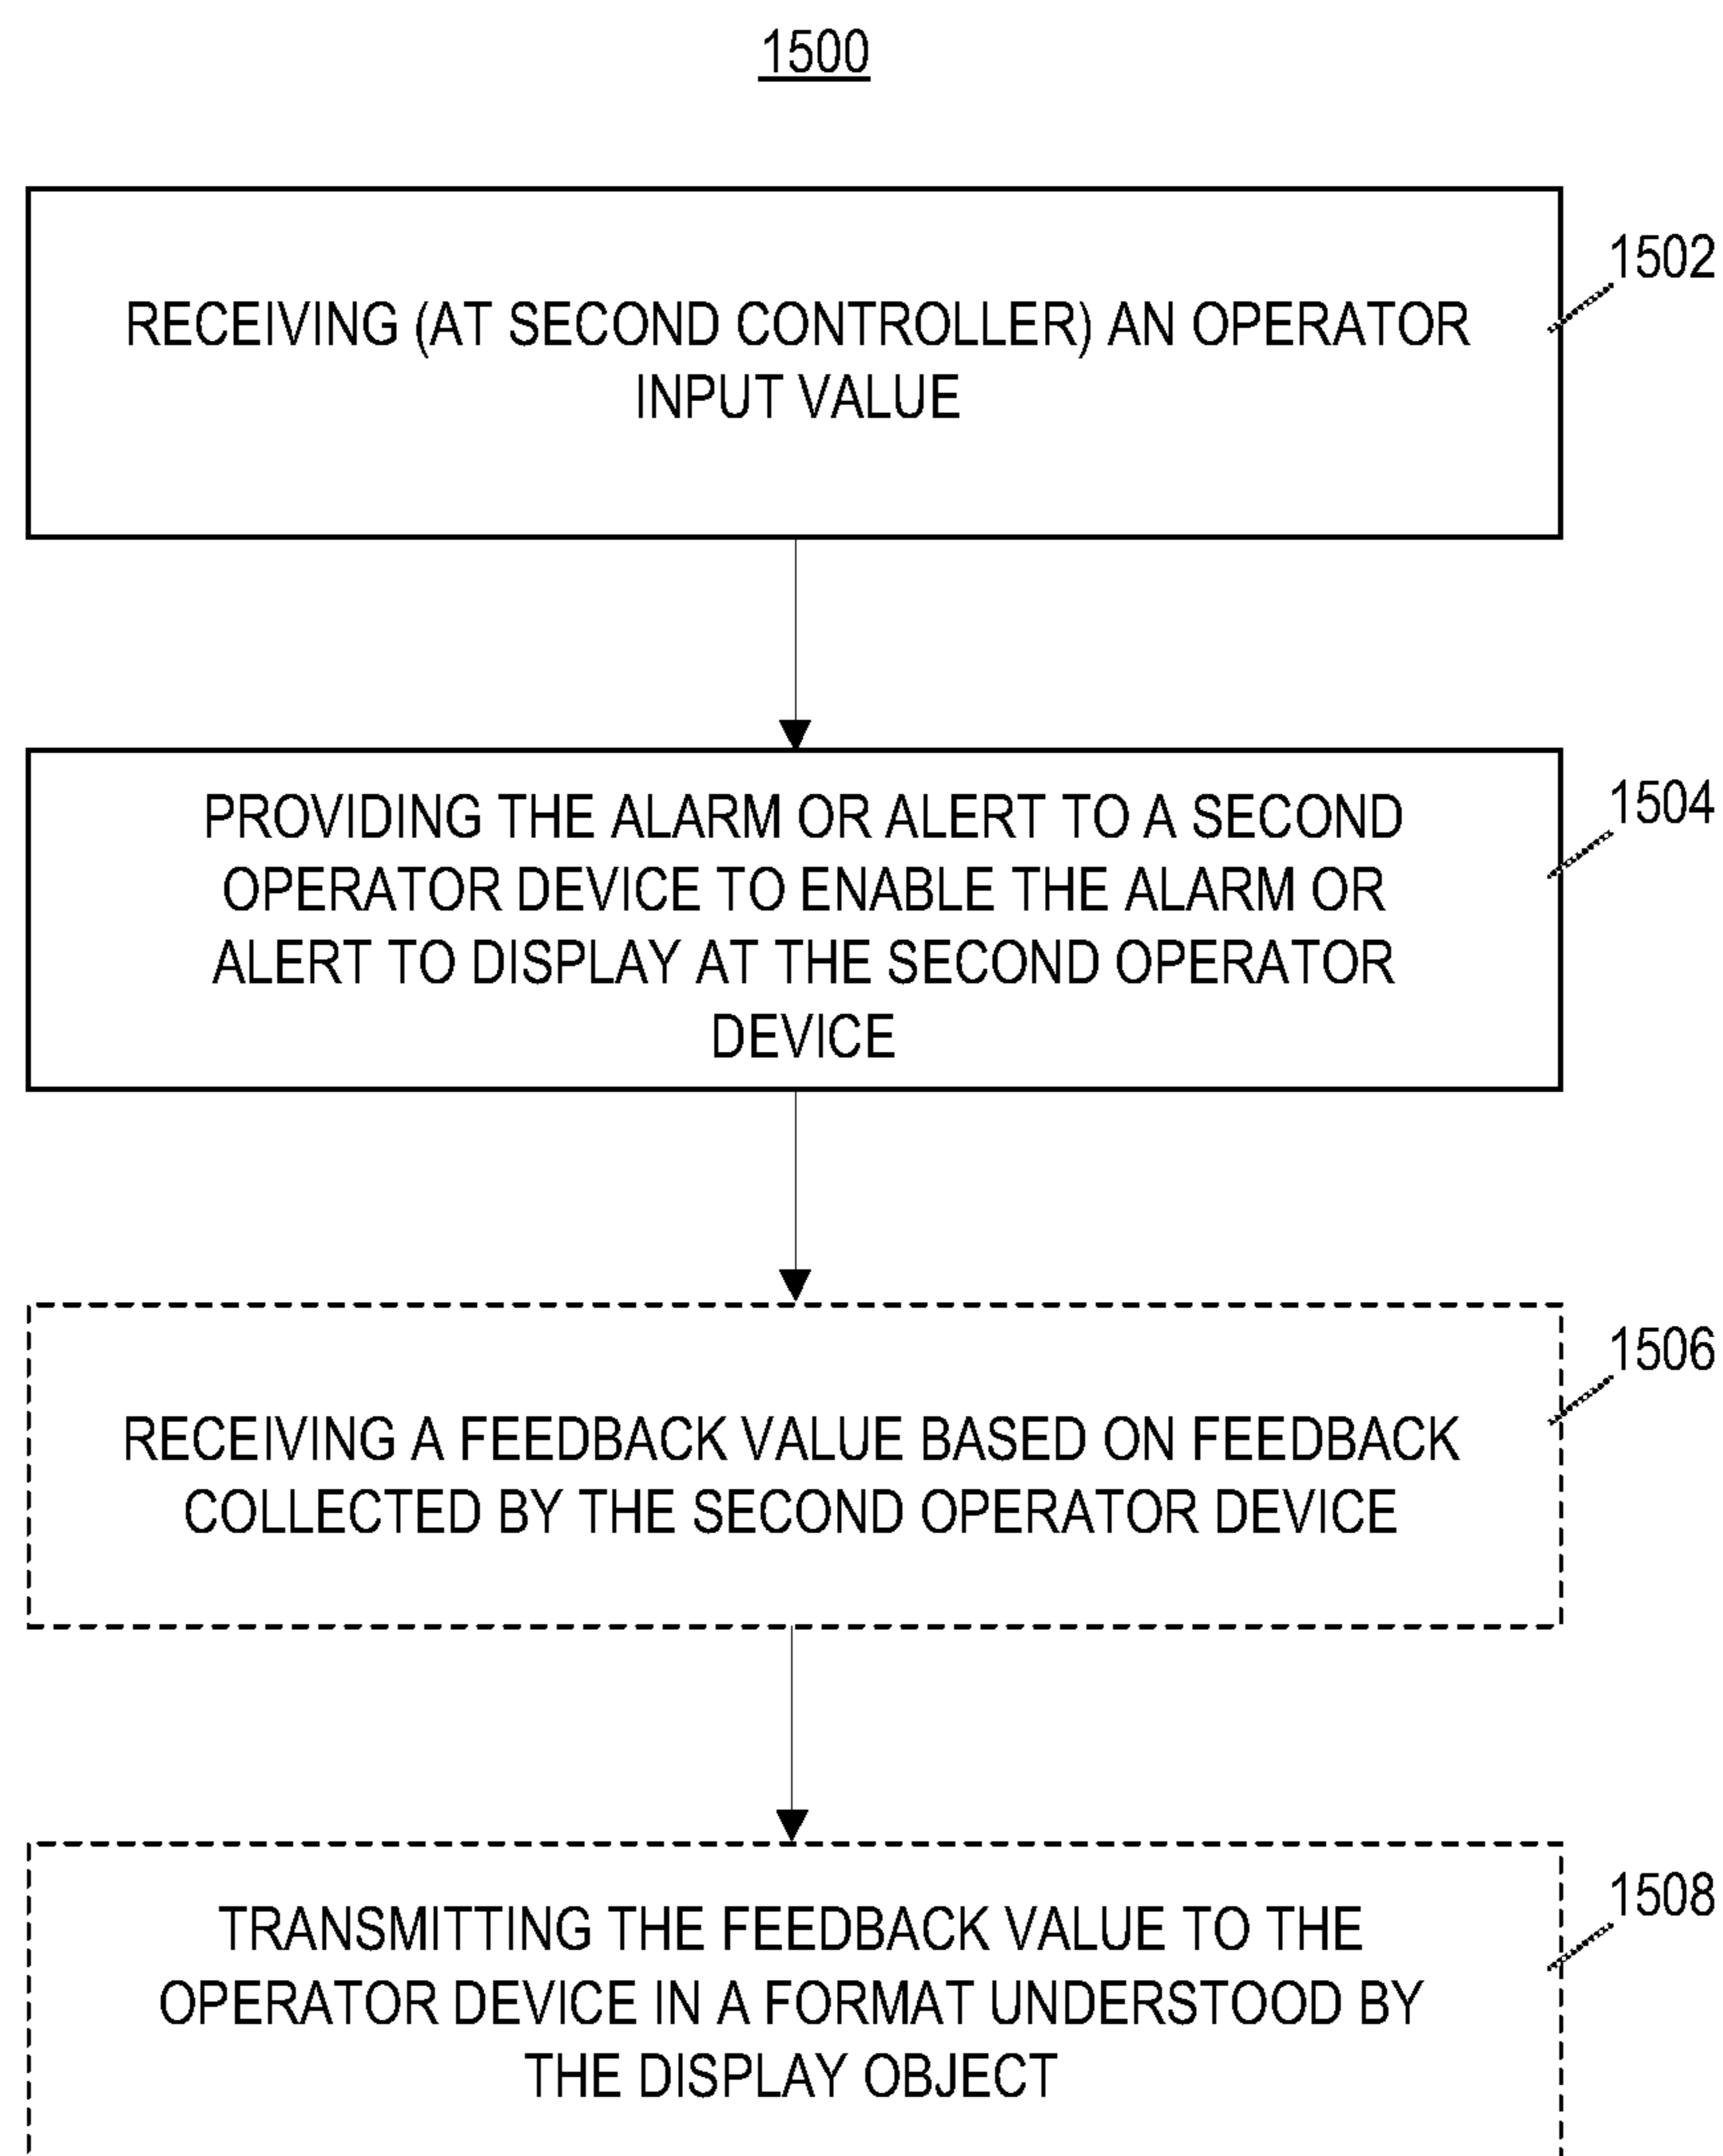 1500
1502
RECEIVING (AT SECOND CONTROLLER) AN OPERATOR
INPUT VALUE
1504
PROVIDING THE ALARM OR ALERT TO A SECOND
OPERATOR DEVICE TO ENABLE THE ALARM OR
ALERT TO DISPLAY AT THE SECOND OPERATOR
DEVICE
1506
RECEIVING A FEEDBACK VALUE BASED ON FEEDBACK
COLLECTED BY THE SECOND OPERATOR DEVICE
1508
TRANSMITTING THE FEEDBACK VALUE TO THE
OPERATOR DEVICE IN A FORMAT UNDERSTOOD BY
THE DISPLAY OBJECT